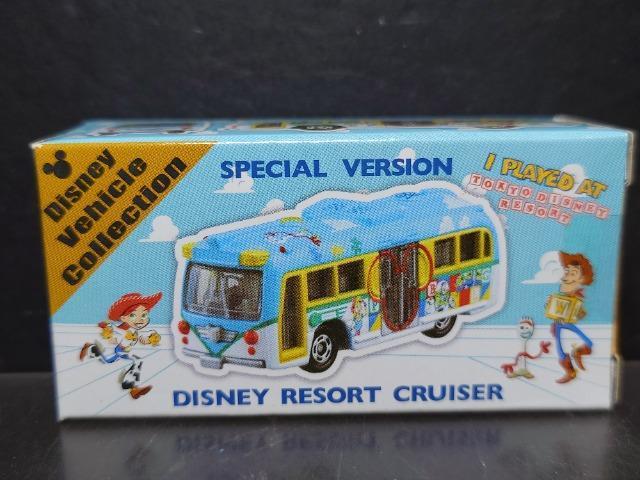 Disney
Vehicle
Collection
SPECIAL VERSION
I PLAYED AT
TOKYO DISNEY
RESORT
DISNEY RESORT CRUISER